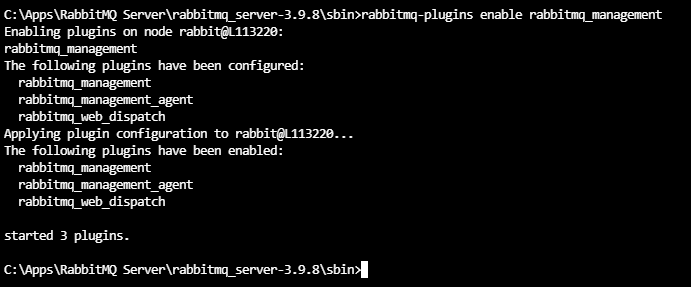 C:\Apps\RabbitMQ Server\rabbitmq_server-3.9.8\sbin>rabbitmq-plugins enable rabbitmq_management
Enabling plugins on node rabbit@L113220:
rabbitmq_management
The following plugins have been configured:
  rabbitmq_management
  rabbitmq_management_agent
  rabbitmq_web_dispatch
Applying plugin configuration to rabbit@L113220...
The following plugins have been enabled:
  rabbitmq_management
  rabbitmq_management_agent
  rabbitmq_web_dispatch

started 3 plugins.

C:\Apps\RabbitMQ Server\rabbitmq_server-3.9.8\sbin>